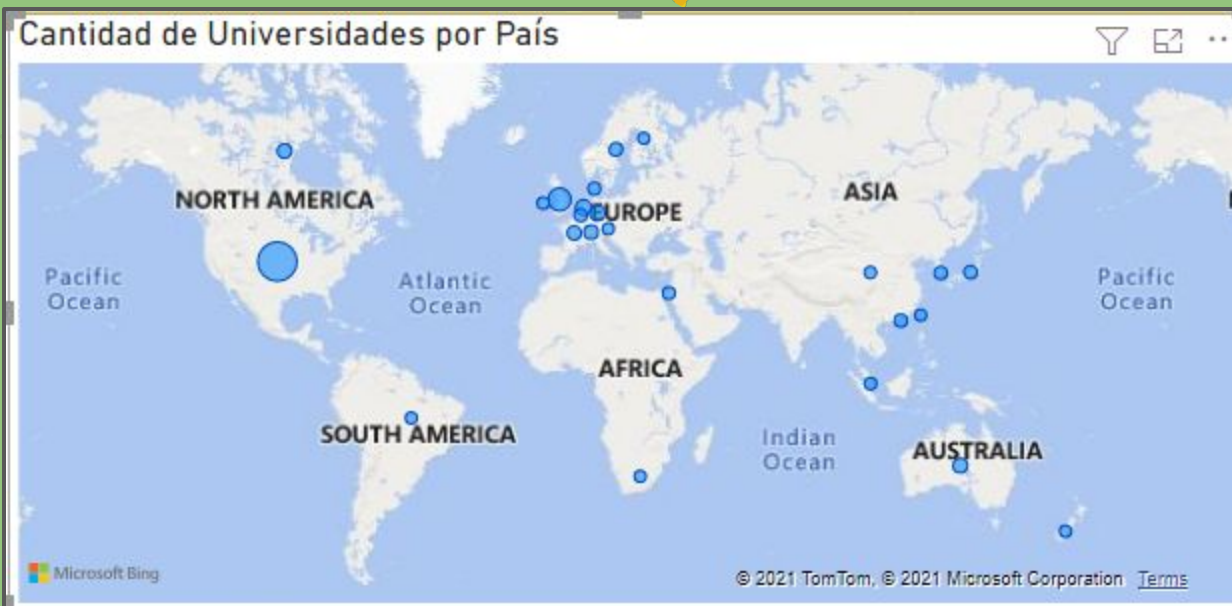 Cantidad de Universidades por País
NORTH AMERICA
EUROPE
ASIA
Pacific
Ocean
Atlantic
Ocean
Pacific
Ocean
AFRICA
SOUTH AMERICA
Indian
Ocean
AUSTRALIA
Microsoft Bing
© 2021 TomTom, © 2021 Microsoft Corporation Terms